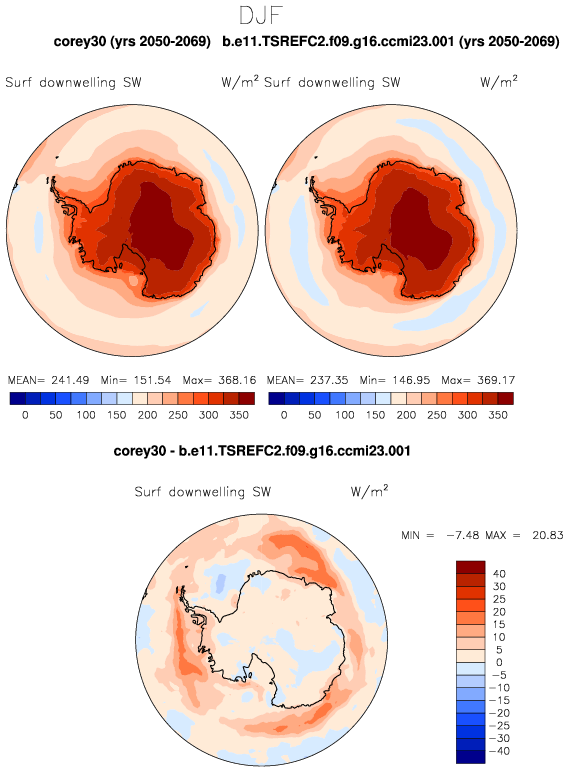 DJF
corey30 (yrs 2050-2069) b.e11.TSREFC2.f09.g16.ccmi23.001 (yrs 2050-2069)
Surf downwelling SW W/m² Surf downwelling SW W/m²
MEAN= 241.49 Min= 151.54 Max= 368.16 MEAN= 237.35 Min= 146.95 Max= 369.17
0 50 100 150 200 250 300 350 0 50 100 150 200 250 300 350
corey30 - b.e11.TSREFC2.f09.g16.ccmi23.001
Surf downwelling SW W/m²
MIN = -7.48 MAX = 20.83
40
30
25
20
15
10
5
0
-5
-10
-15
-20
-25
-30
-40